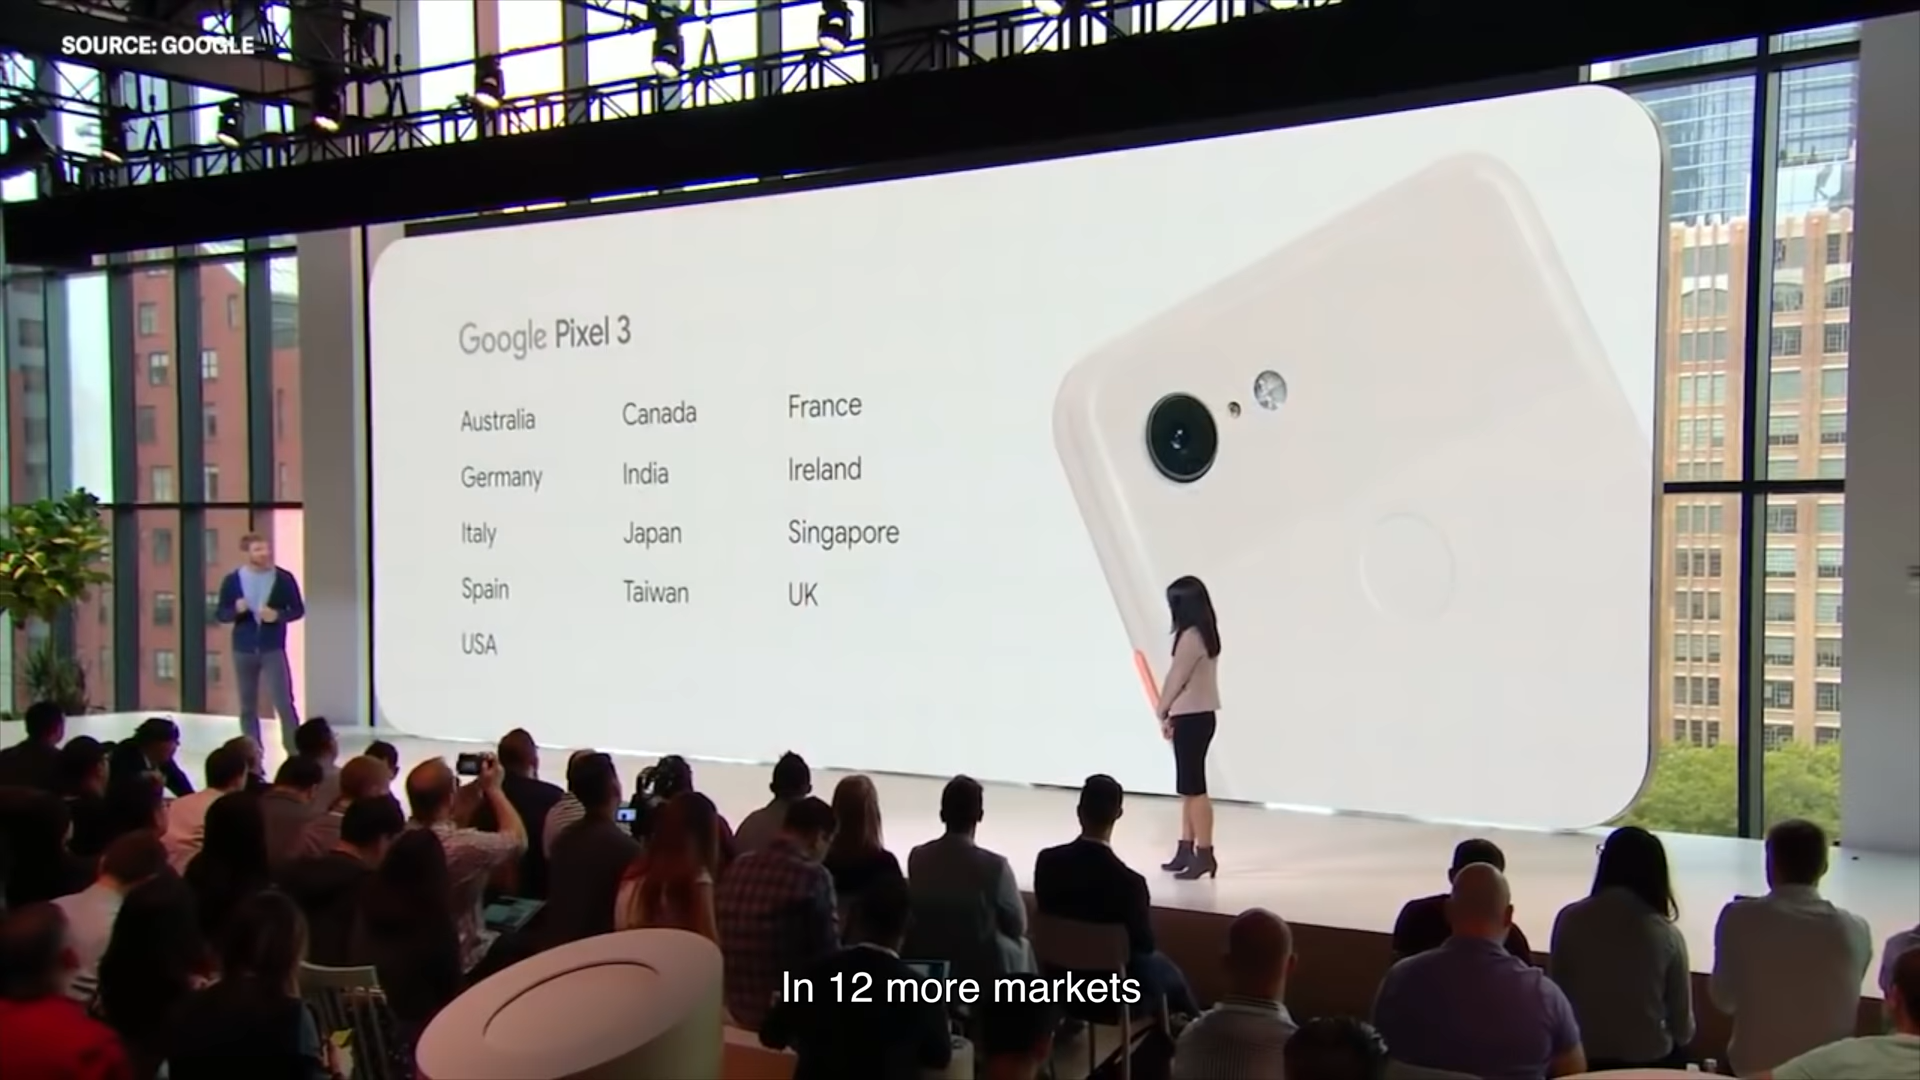 SOURCE: GOOGLE
Google Pixel 3
Australia Canada France
Germany India Ireland
Italy Japan Singapore
Spain Taiwan UK
USA
In 12 more markets